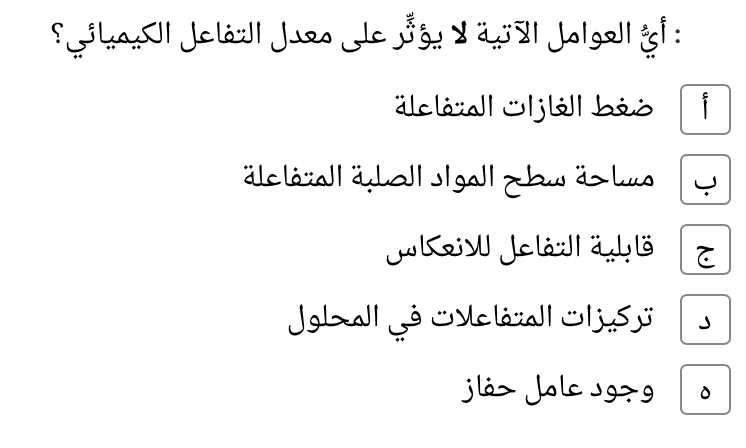 : أيُّ العوامل الآتية لا يؤثِّر على معدل التفاعل الكيميائي؟
أ ضغط الغازات المتفاعلة
ب مساحة سطح المواد الصلبة المتفاعلة
ج قابلية التفاعل للانعكاس
د تركيزات المتفاعلات في المحلول
ه وجود عامل حفاز